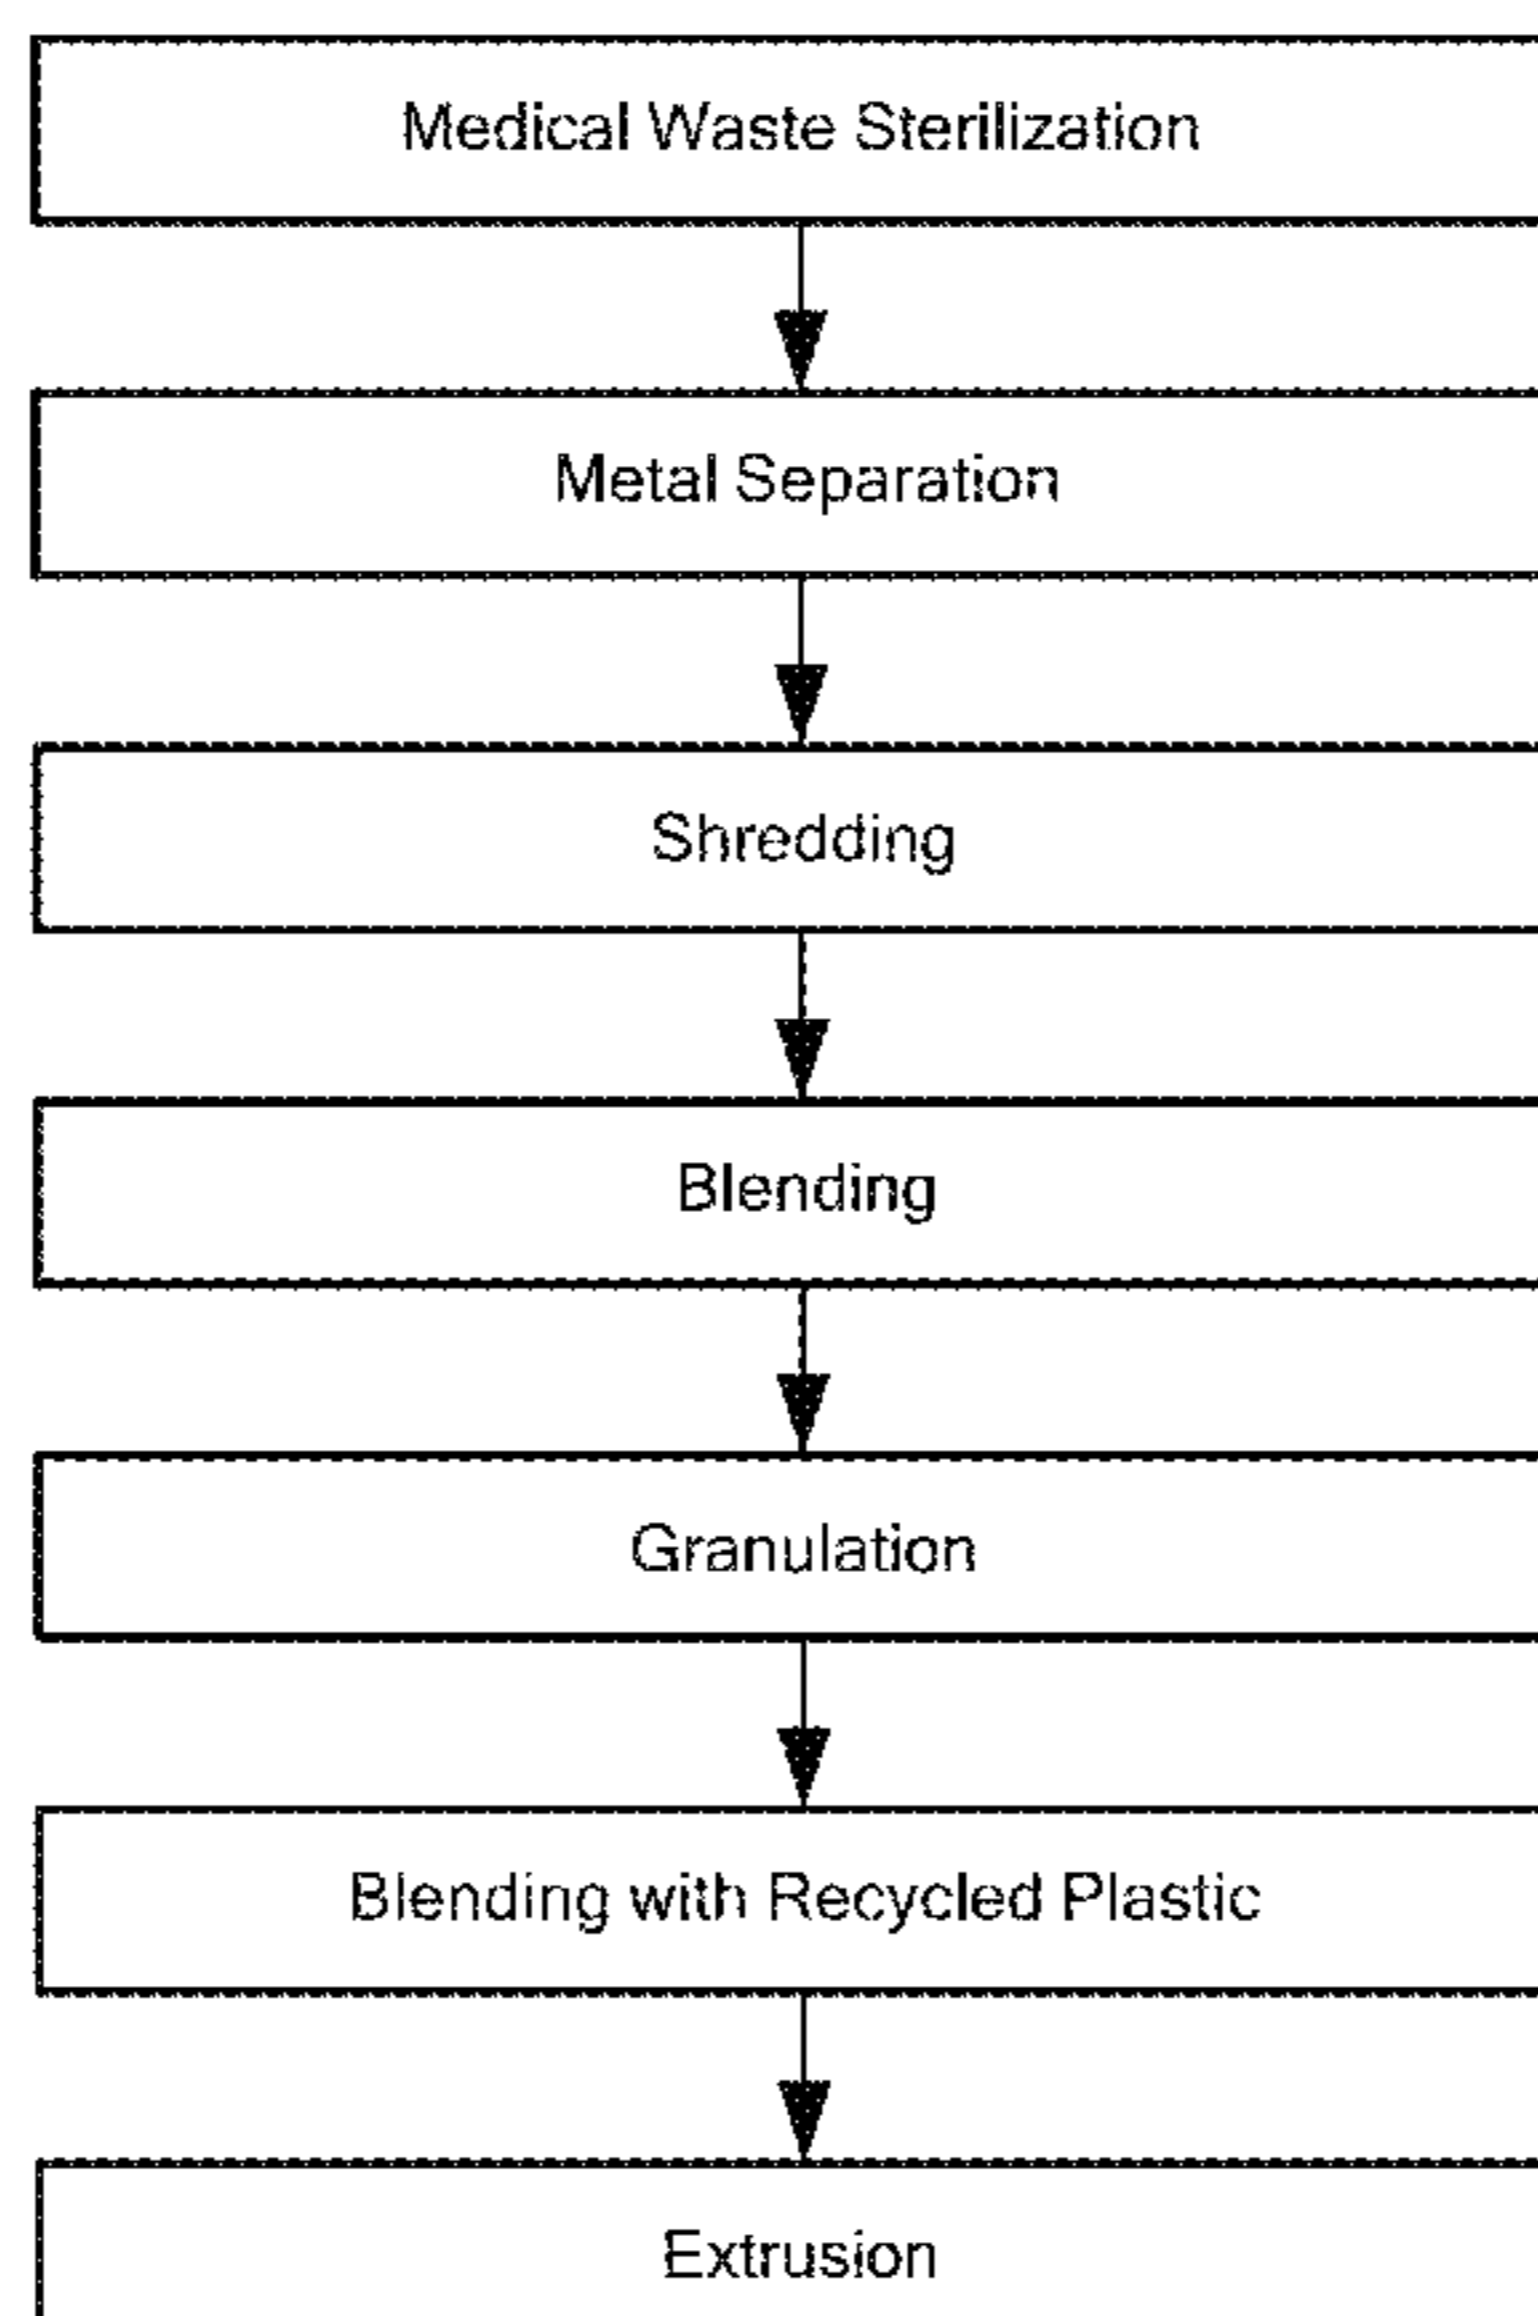 Medical Waste Sterilization
Metal Separation
Shredding
Blending
Granulation
Blending with Recycled Plastic
Extrusion